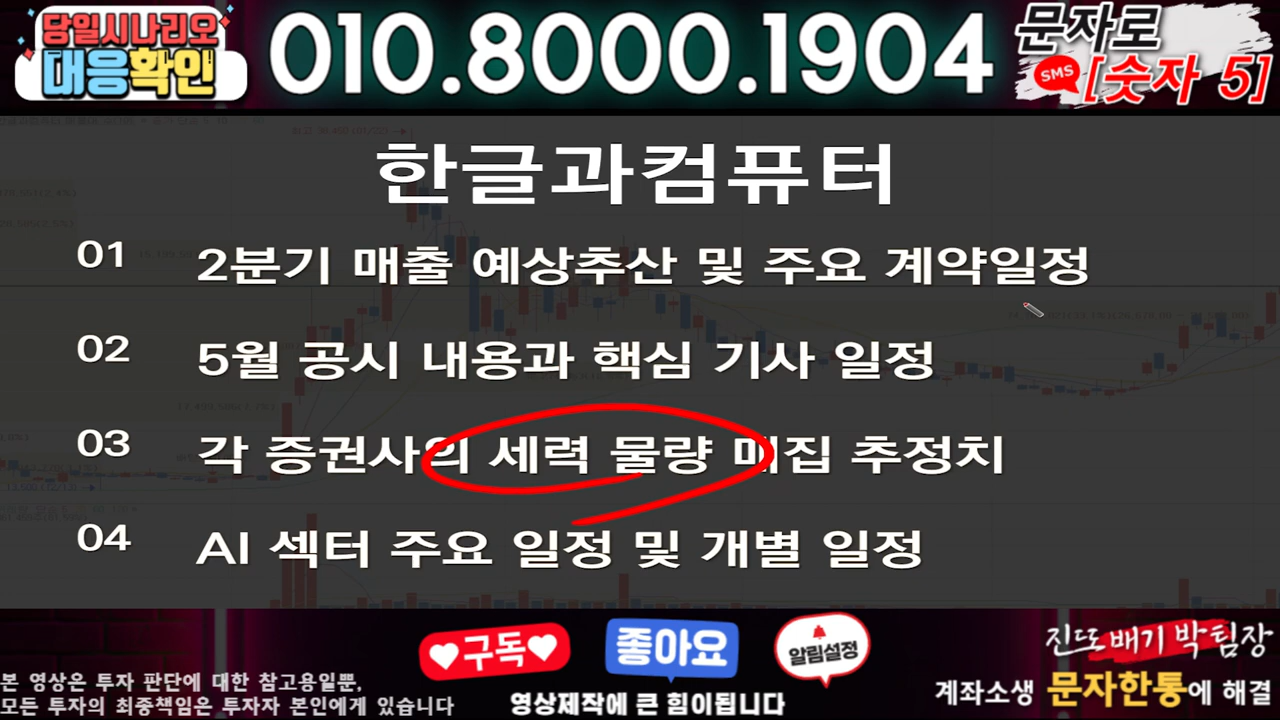 당일시나리오
대응확인
010.8000.1904
문자로
SMS
[숫자 5]
한글과컴퓨터
01
2분기 매출 예상추산 및 주요 계약일정
02
5월 공시 내용과 핵심 기사 일정
03
각 증권사의 세력 물량 매집 추정치
04
AI 섹터 주요 일정 및 개별 일정
구독
좋아요
알림설정
본 영상은 투자 판단에 대한 참고용일뿐,
모든 투자의 최종책임은 투자자 본인에게 있습니다
영상제작에 큰 힘이됩니다
진또배기 박팀장
계좌소생 문자한통에 해결